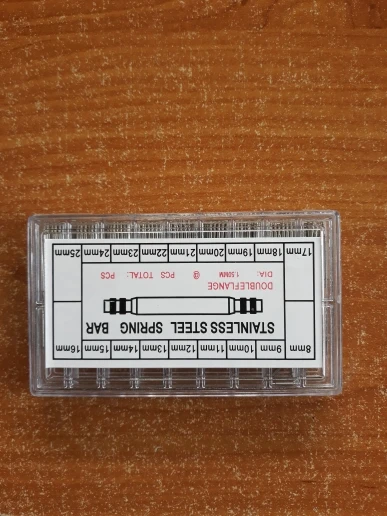 8mm 9mm 10mm 11mm 12mm 13mm 14mm 15mm 16mm
STAINLESS STEEL SPRING BAR
DOUBLEFLANGE
DIA: 1.50MM @ PCS TOTAL: PCS
17mm 18mm 19mm 20mm 21mm 22mm 23mm 24mm 25mm